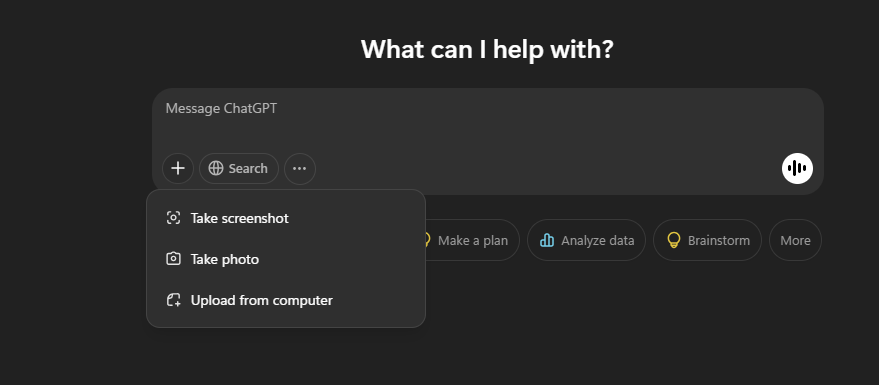 What can I help with?
Message ChatGPT
Search
Take screenshot
Take photo
Upload from computer
Make a plan
Analyze data
Brainstorm
More